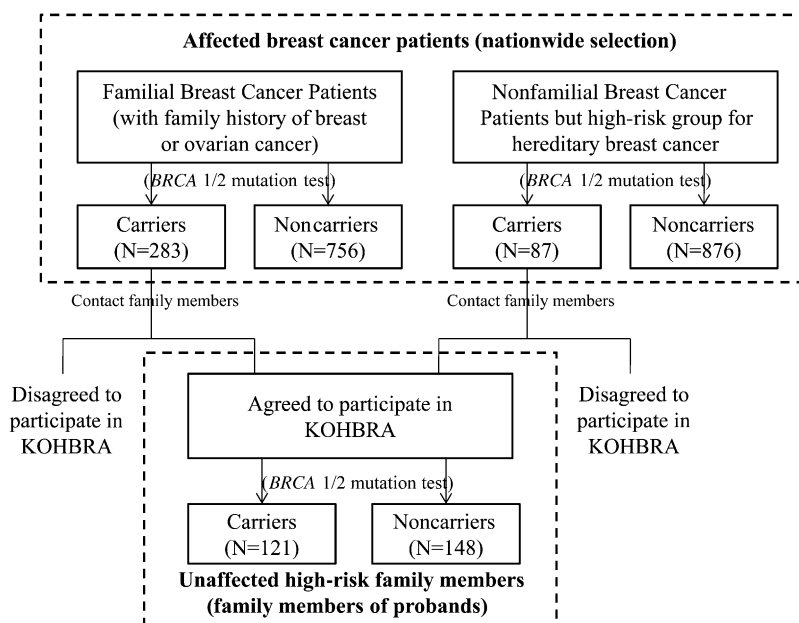 Affected breast cancer patients (nationwide selection)
Familial Breast Cancer Patients
(with family history of breast
or ovarian cancer)
Nonfamilial Breast Cancer
Patients but high-risk group for
hereditary breast cancer
(BRCA 1/2 mutation test)
(BRCA 1/2 mutation test)
Carriers
(N=283)
Noncarriers
(N=756)
Carriers
(N=87)
Noncarriers
(N=876)
Contact family members
Contact family members
Disagreed to
participate in
KOHBRA
Agreed to participate in
KOHBRA
Disagreed to
participate in
KOHBRA
(BRCA 1/2 mutation test)
Carriers
(N=121)
Noncarriers
(N=148)
Unaffected high-risk family members
(family members of probands)